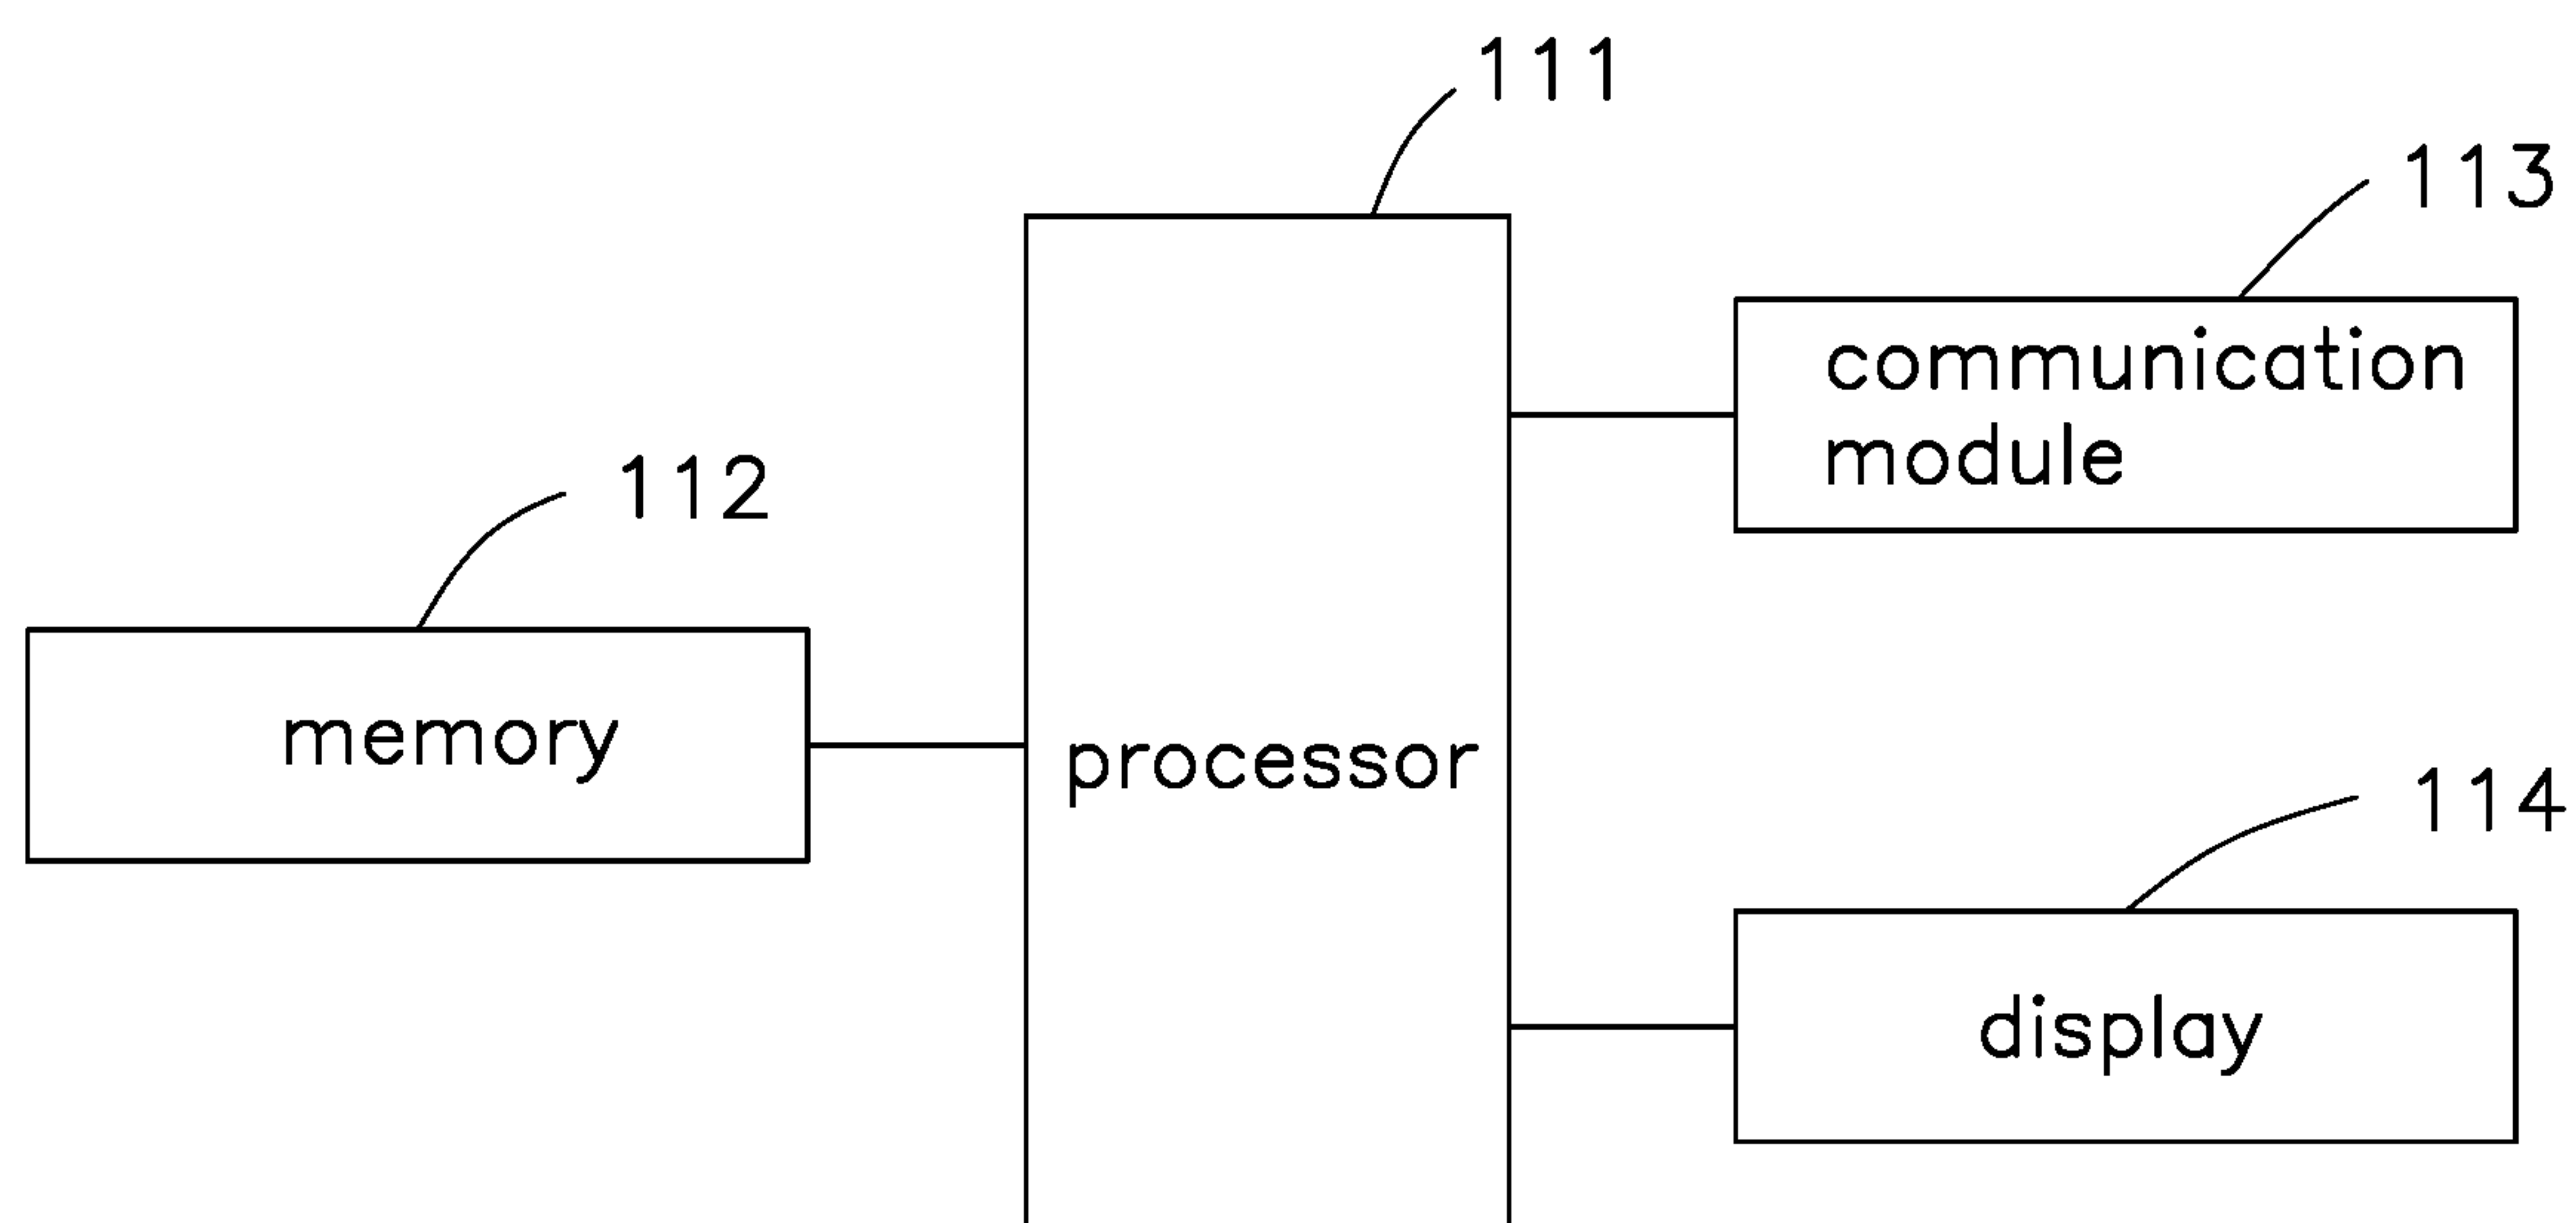 111
113
communication
module
112
memory
processor
114
display